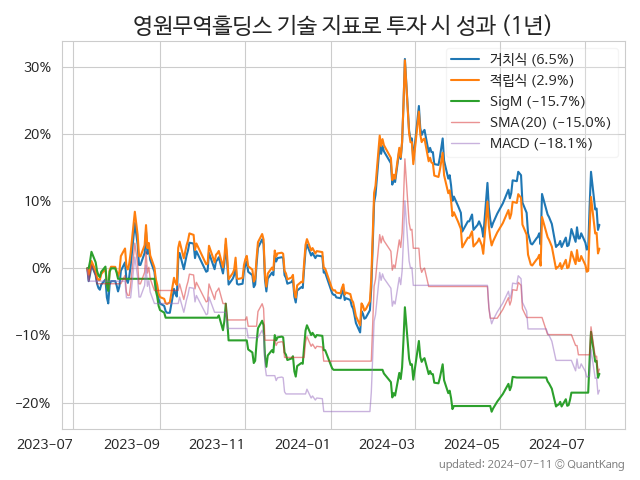 영원무역홀딩스 기술 지표로 투자 시 성과 (1년)
거치식 (6.5%)
적립식 (2.9%)
SigM (−15.7%)
SMA(20) (−15.0%)
MACD (−18.1%)
30%
20%
10%
0%
−10%
−20%
2023-07 2023-09 2023-11 2024-01 2024-03 2024-05 2024-07
updated: 2024-07-11 © QuantKang